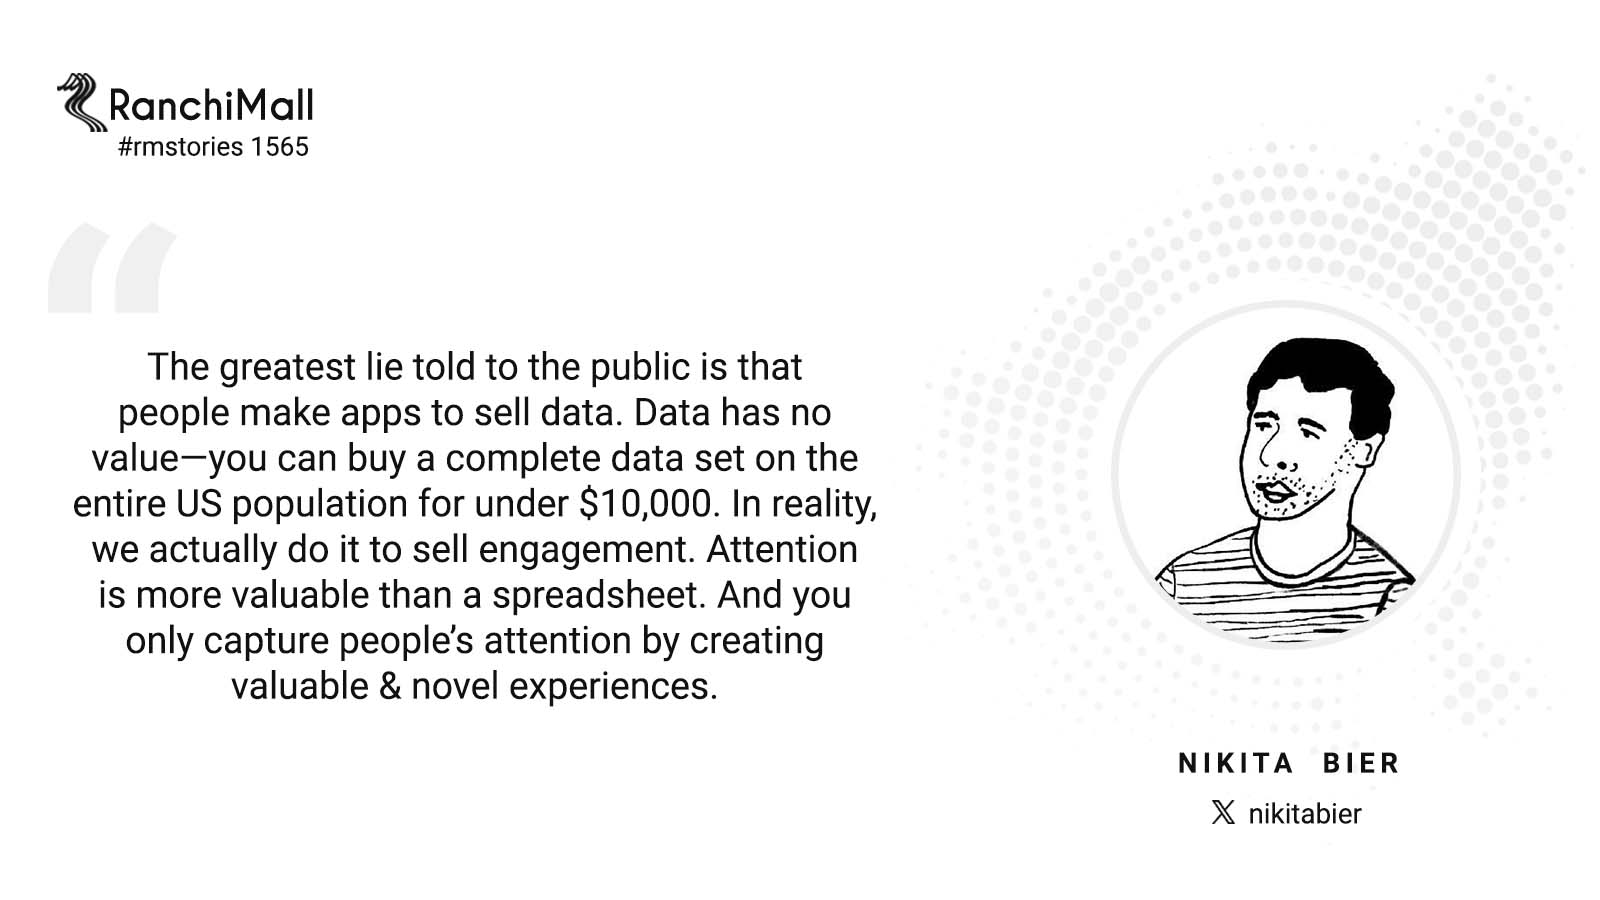 RanchiMall
#rmstories 1565
“
The greatest lie told to the public is that
people make apps to sell data. Data has no
value—you can buy a complete data set on the
entire US population for under $10,000. In reality,
we actually do it to sell engagement. Attention
is more valuable than a spreadsheet. And you
only capture people’s attention by creating
valuable & novel experiences.
NIKITA BIER
X nikitabier